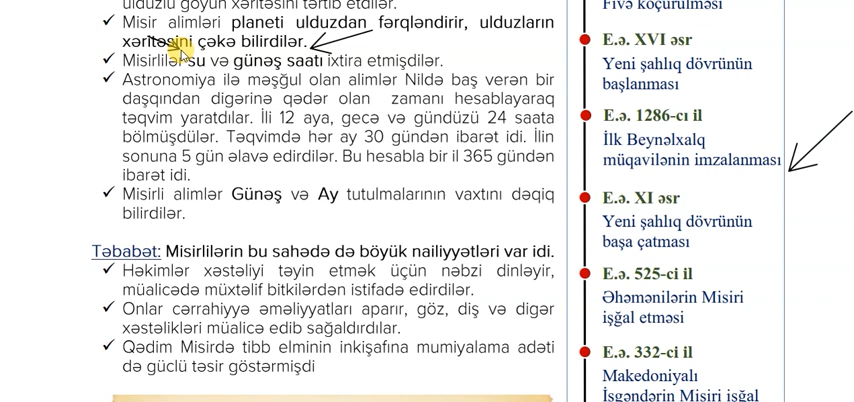 ulduzlu göyün xəritəsini tərtib etdilər.
✓ Misir alimləri planeti ulduzdan fərqləndirir, ulduzların
xəritəsini çəkə bilirdilər.
✓ Misirlilər su və günəş saatı ixtira etmişdilər.
✓ Astronomiya ilə məşğul olan alimlər Nildə baş verən bir
daşqından digərinə qədər olan zamanı hesablayaraq
təqvim yaratdılar. İli 12 aya, gecə və gündüzü 24 saata
bölmüşdülər. Təqvimdə hər ay 30 gündən ibarət idi. İlin
sonuna 5 gün əlavə edirdilər. Bu hesabla bir il 365 gündən
ibarət idi.
✓ Misirli alimlər Günəş və Ay tutulmalarının vaxtını dəqiq
bilirdilər.
Təbabət: Misirlilərin bu sahədə də böyük nailiyyətləri var idi.
✓ Həkimlər xəstəliyi təyin etmək üçün nəbzi dinləyir,
müalicədə müxtəlif bitkilərdən istifadə edirdilər.
✓ Onlar cərrahiyyə əməliyyatları aparır, göz, diş və digər
xəstəlikləri müalicə edib sağaldırdılar.
✓ Qədim Misirdə tibb elminin inkişafına mumiyalama adəti
də güclü təsir göstərmişdi
Fivə köçürülməsi
E.ə. XVI əsr
Yeni şahlıq dövrünün
başlanması
E.ə. 1286-cı il
İlk Beynəlxalq
müqavilənin imzalanması
E.ə. XI əsr
Yeni şahlıq dövrünün
başa çatması
E.ə. 525-ci il
Əhəmənilərin Misiri
işğal etməsi
E.ə. 332-ci il
Makedoniyalı
İsgəndərin Misiri işğal